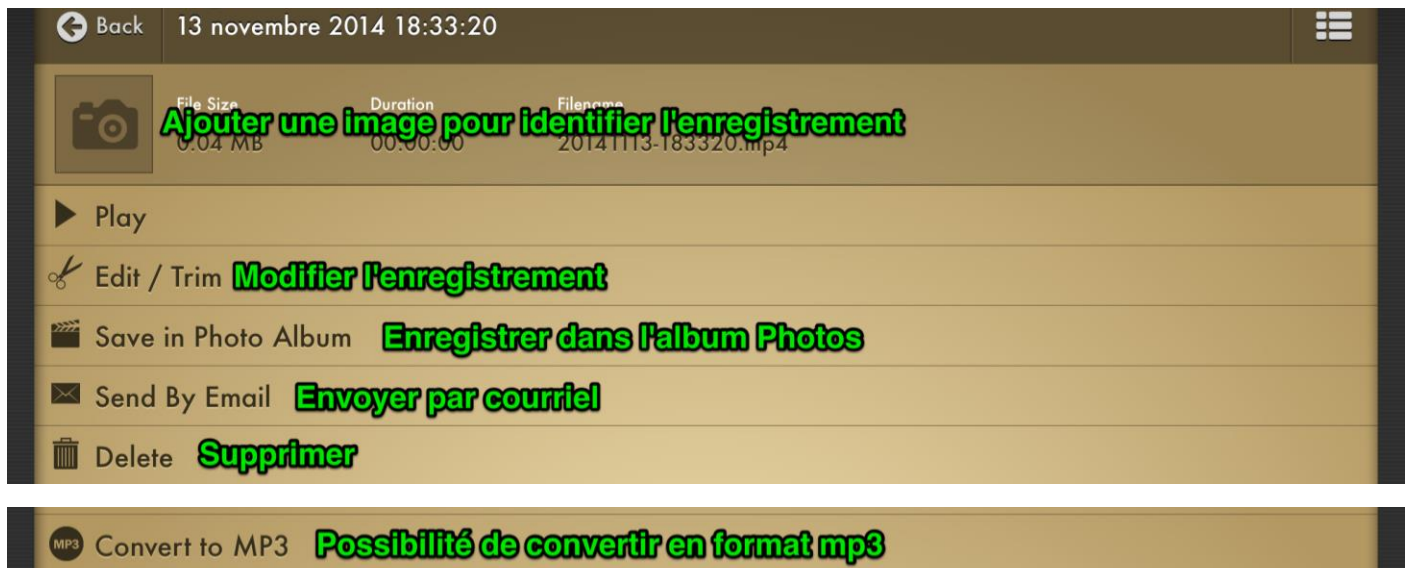 Back 13 novembre 2014 18:33:20
File Size Duration Filename
Ajouter une image pour identifier l'enregistrement
0.04 MB 00:00:00 20141113-183320.mp4
Play
Edit / Trim Modifier l'enregistrement
Save in Photo Album Enregistrer dans l'album Photos
Send By Email Envoyer par courriel
Delete Supprimer
MP3 Convert to MP3 Possibilité de convertir en format mp3